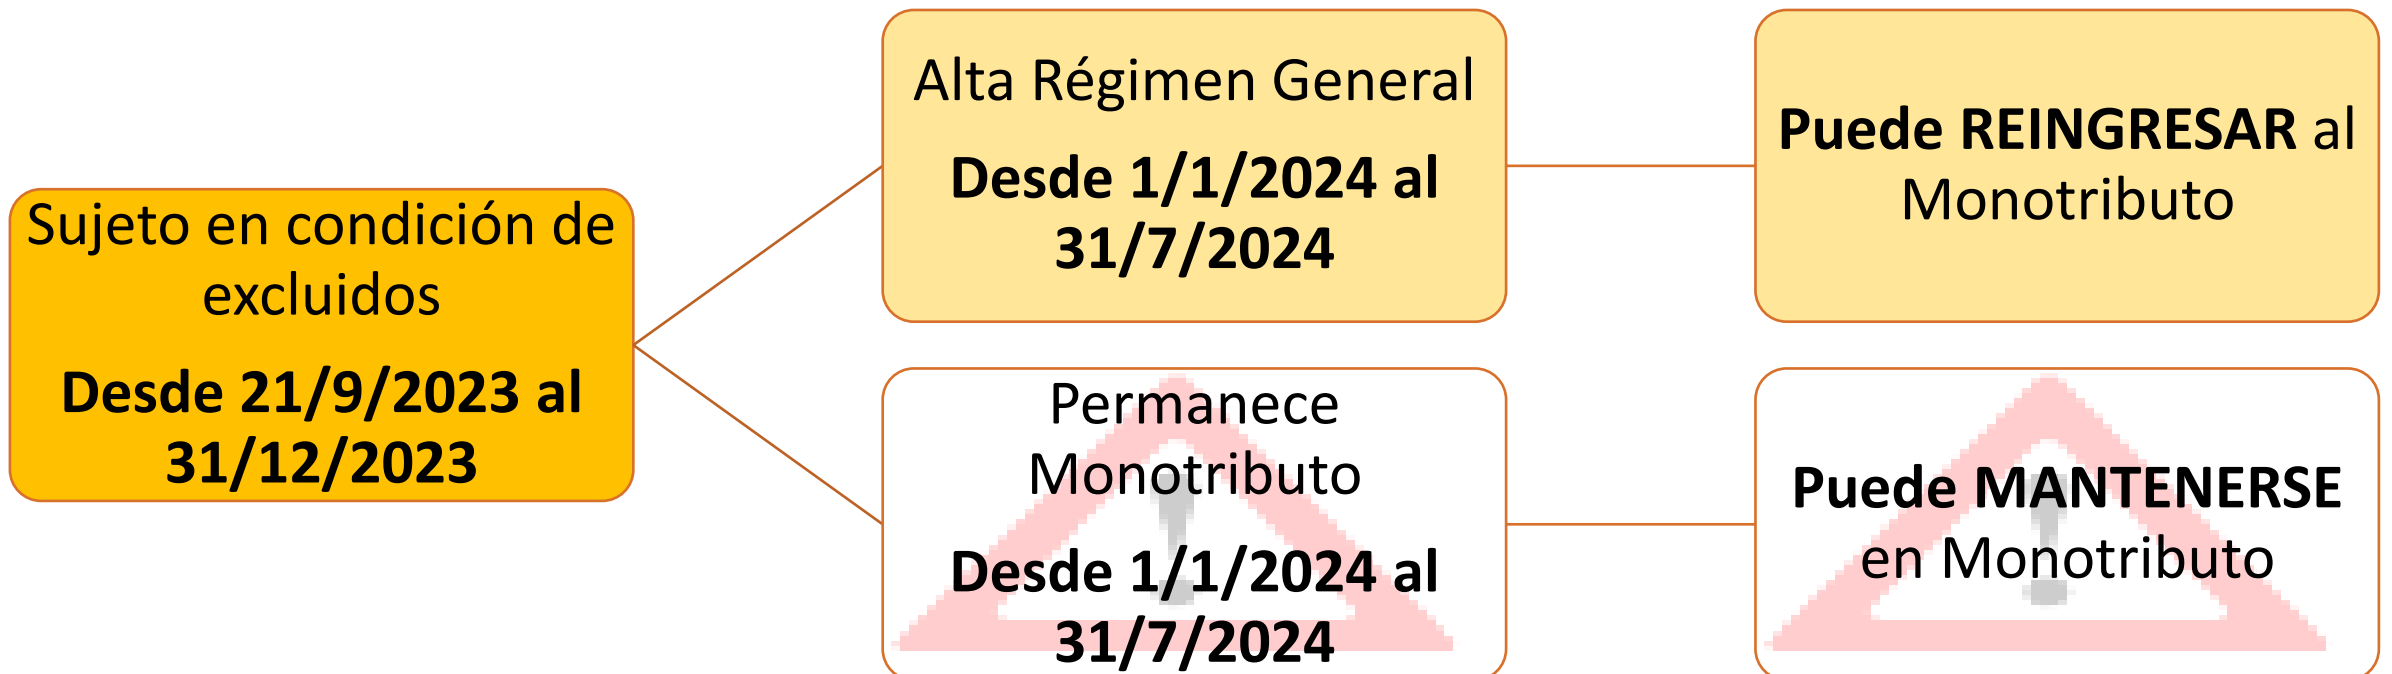 Sujeto en condición de
excluidos
Desde 21/9/2023 al
31/12/2023
Alta Régimen General
Desde 1/1/2024 al
31/7/2024
Puede REINGRESAR al
Monotributo
Permanece
Monotributo
Desde 1/1/2024 al
31/7/2024
Puede MANTENERSE
en Monotributo